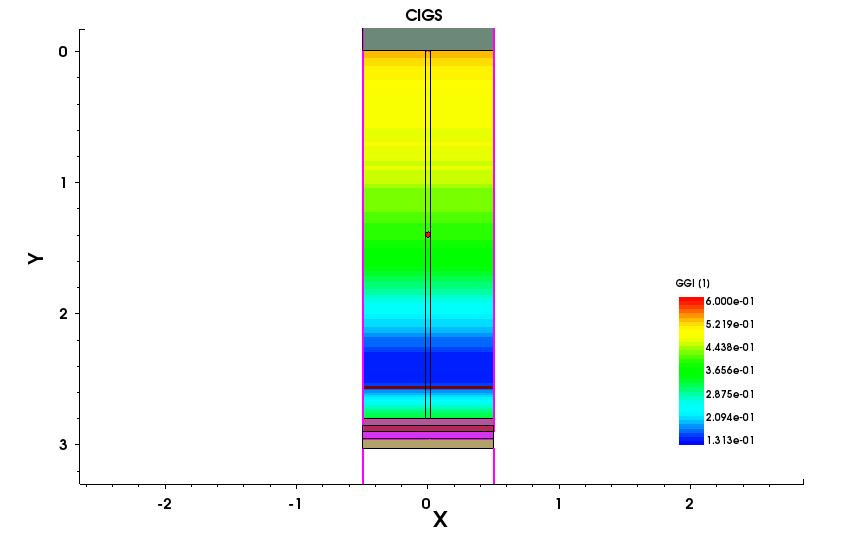 CIGS
0
1
Y
2
3
GGI (1)
6.000e-01
5.219e-01
4.438e-01
3.656e-01
2.875e-01
2.094e-01
1.313e-01
-2 -1 0 1 2
X